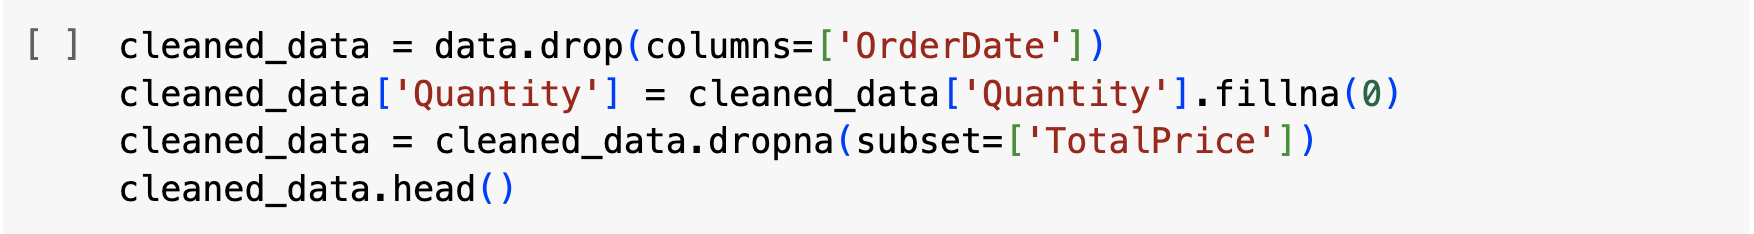 [ ] cleaned_data = data.drop(columns=['OrderDate'])
cleaned_data['Quantity'] = cleaned_data['Quantity'].fillna(0)
cleaned_data = cleaned_data.dropna(subset=['TotalPrice'])
cleaned_data.head()